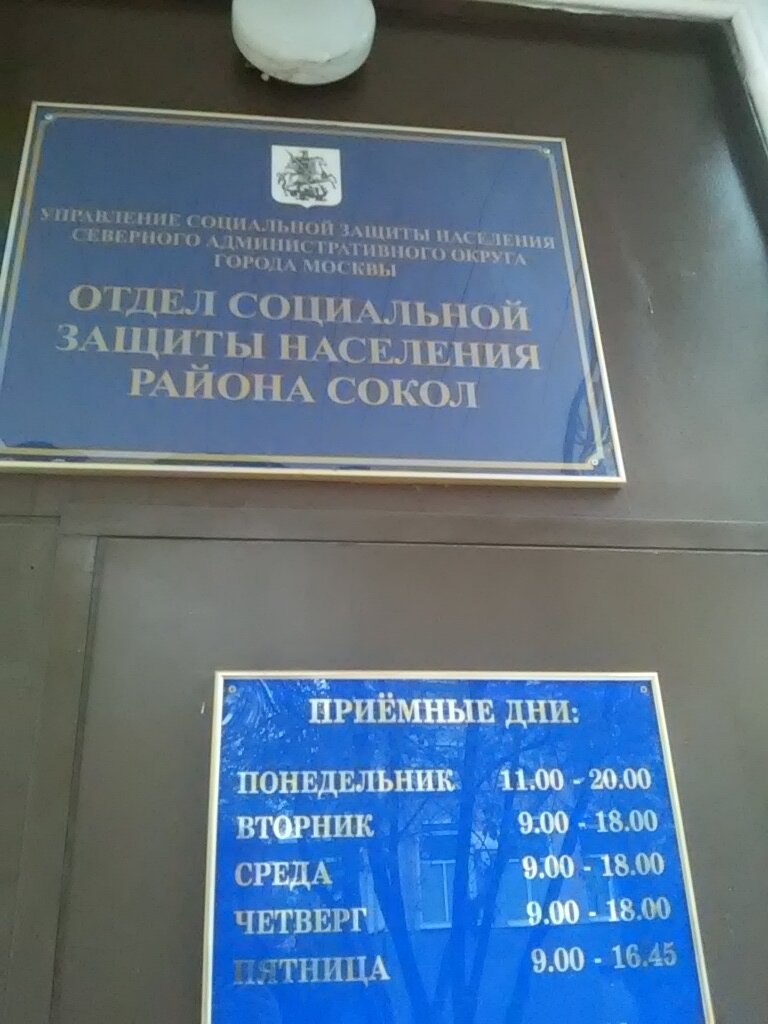 УПРАВЛЕНИЕ СОЦИАЛЬНОЙ ЗАЩИТЫ НАСЕЛЕНИЯ
СЕВЕРНОГО АДМИНИСТРАТИВНОГО ОКРУГА
ГОРОДА МОСКВЫ
ОТДЕЛ СОЦИАЛЬНОЙ
ЗАЩИТЫ НАСЕЛЕНИЯ
РАЙОНА СОКОЛ
ПРИЁМНЫЕ ДНИ:
ПОНЕДЕЛЬНИК 11.00 - 20.00
ВТОРНИК 9.00 - 18.00
СРЕДА 9.00 - 18.00
ЧЕТВЕРГ 9.00 - 18.00
ПЯТНИЦА 9.00 - 16.45